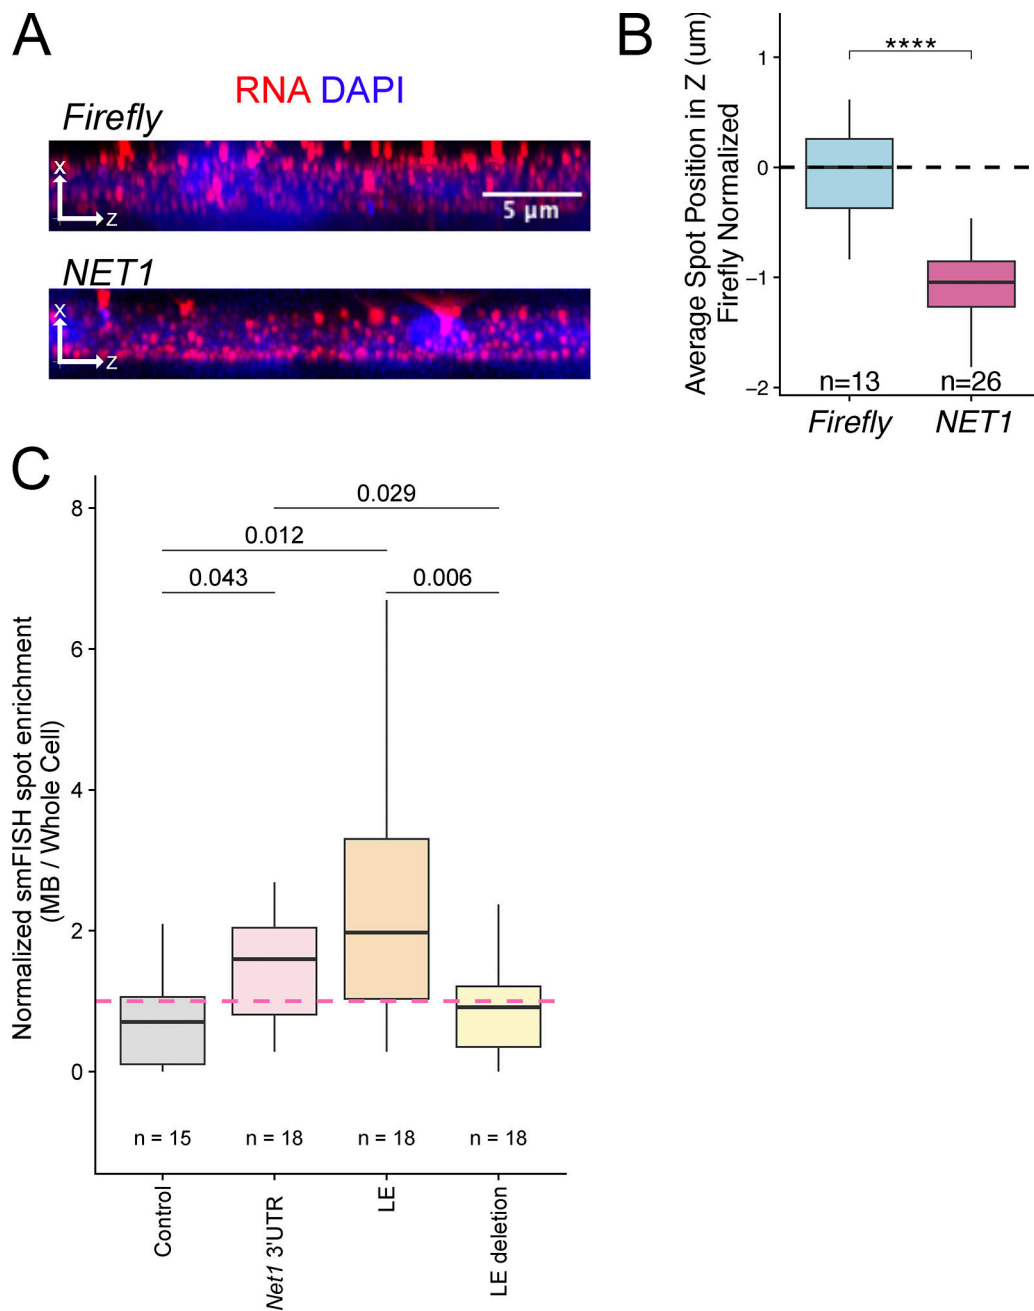 A
RNA DAPI
Firefly
X
Z
5 µm
NET1
X
Z
B
Average Spot Position in Z (um)
Firefly Normalized
****
1
0
−1
−2
n=13
n=26
Firefly
NET1
C
Normalized smFISH spot enrichment
(MB / Whole Cell)
8
6
4
2
0
0.029
0.012
0.043
0.006
n = 15
n = 18
n = 18
n = 18
Control
Net1 3'UTR
LE
LE deletion